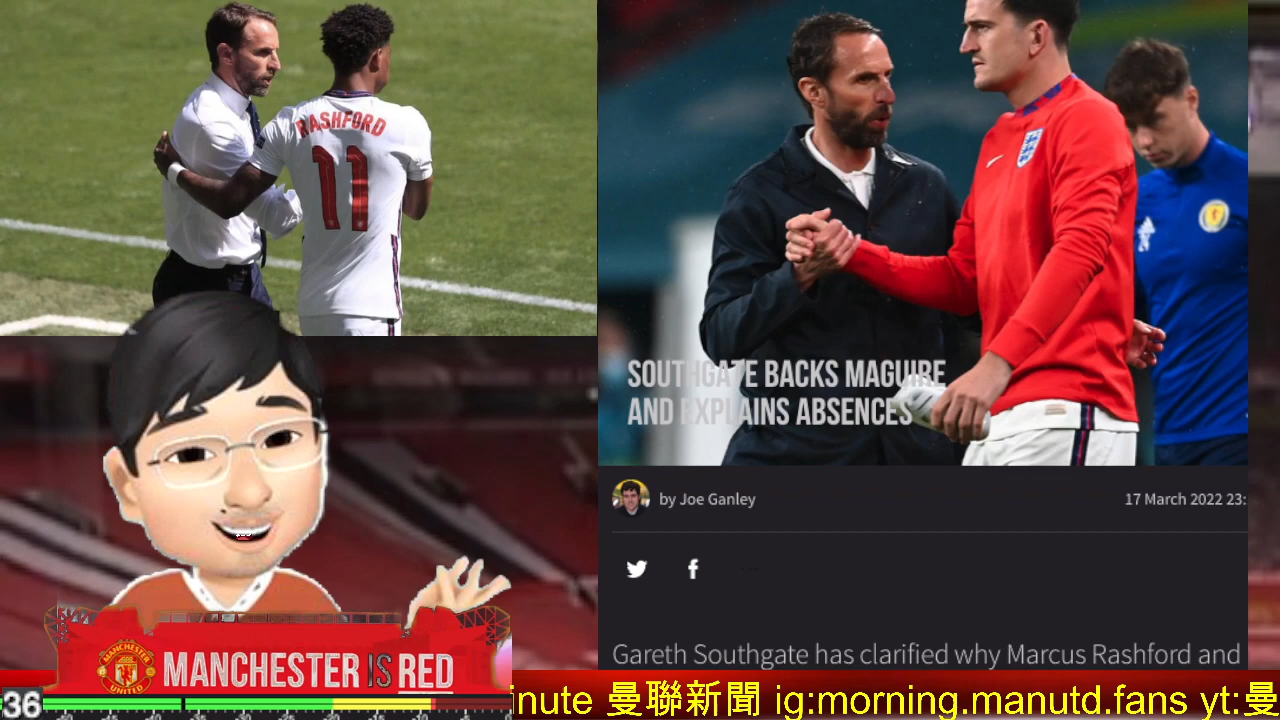 RASHFORD
11
SOUTHGATE BACKS MAGUIRE
AND EXPLAINS ABSENCES
by Joe Ganley
17 March 2022 23:
Gareth Southgate has clarified why Marcus Rashford and
MANCHESTER
UNITED
MANCHESTER IS RED
36
inute 曼聯新聞 ig:morning.manutd.fans yt:曼